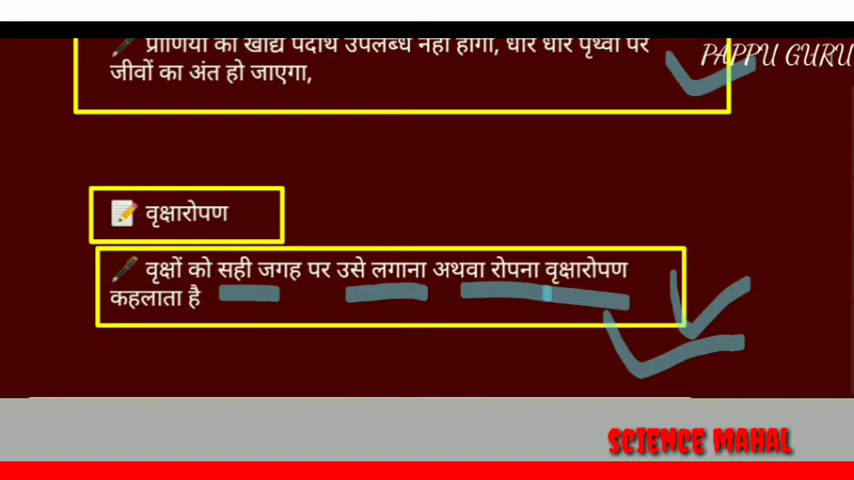 प्राणियों को खाद्य पदार्थ उपलब्ध नहीं होगा, धीरे धीरे पृथ्वी पर
PAPPU GURU
जीवों का अंत हो जाएगा,
वृक्षारोपण
वृक्षों को सही जगह पर उसे लगाना अथवा रोपना वृक्षारोपण
कहलाता है
SCIENCE MAHAL